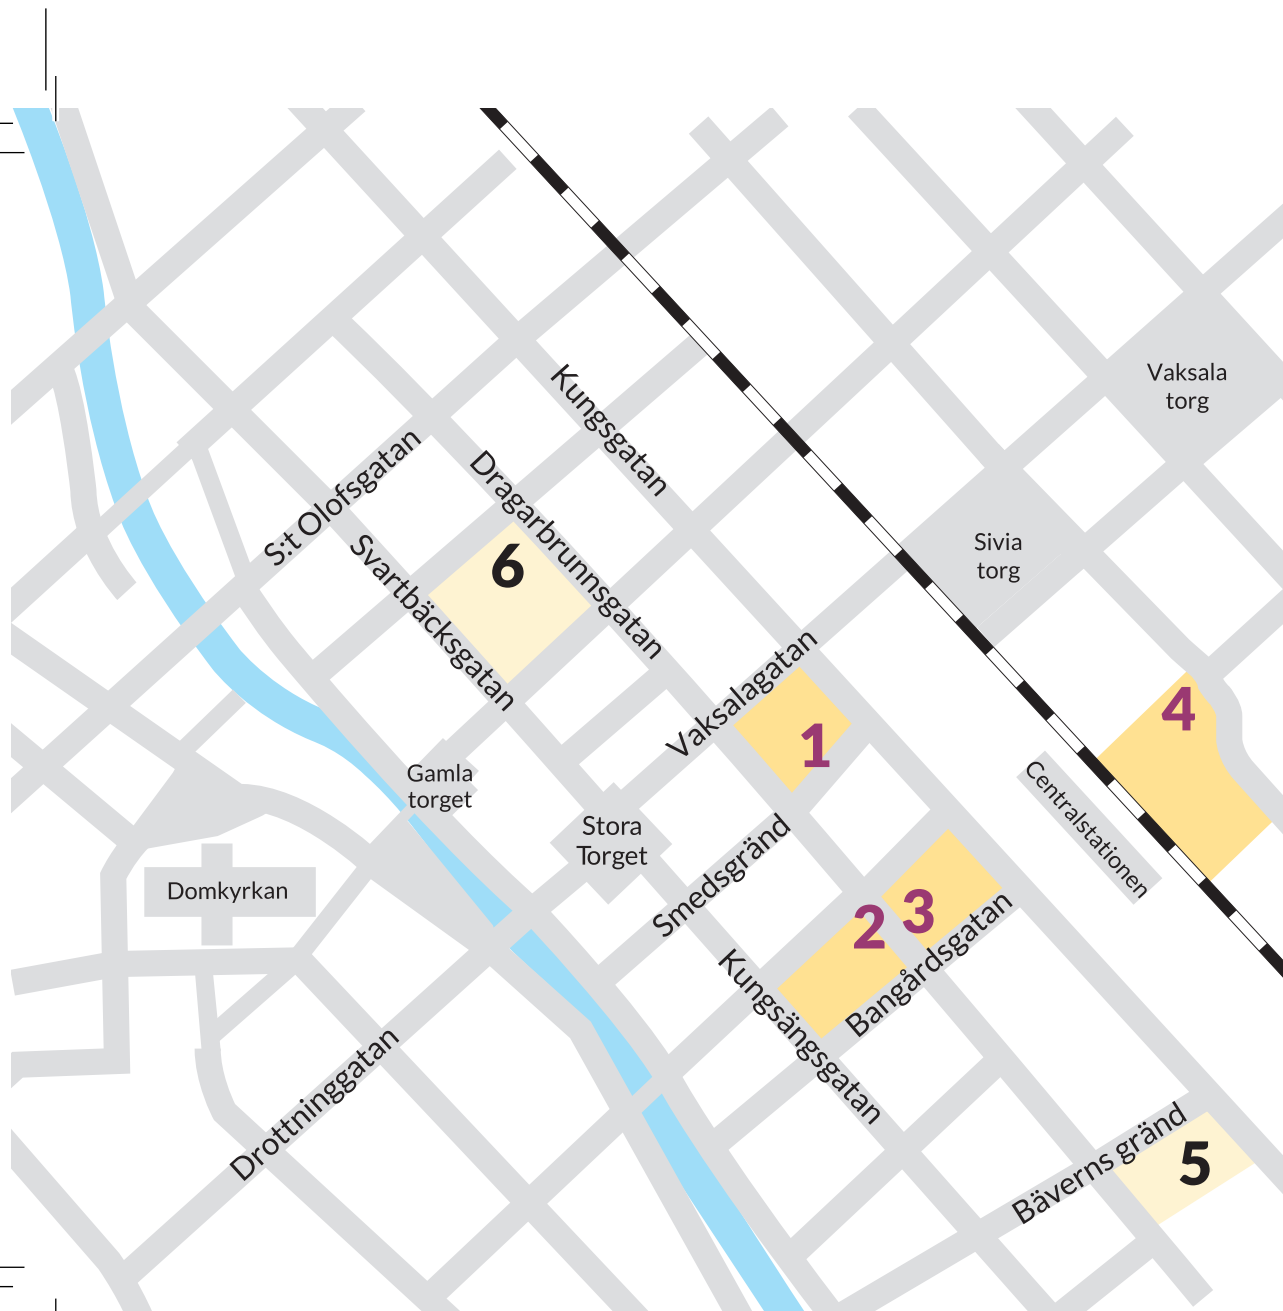 Vaksala
torg
Kungsgatan
S:t Olofsgatan
Dragarbrunnsgatan
Sivia
torg
6
Svartbäcksgatan
Vaksalagatan
4
1
Gamla
torget
Centralstationen
Stora
Torget
Smedsgränd
Domkyrkan
3
2
Bangårdsgatan
Kungsängsgatan
Drottninggatan
Bäverns gränd
5